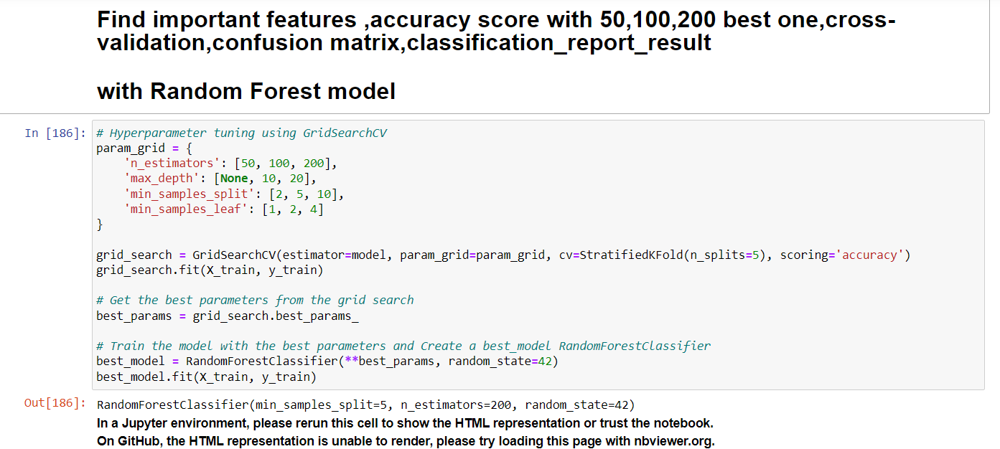 Find important features ,accuracy score with 50,100,200 best one,cross-
validation,confusion matrix,classification_report_result
with Random Forest model
In [186]: # Hyperparameter tuning using GridSearchCV
param_grid = {
    'n_estimators': [50, 100, 200],
    'max_depth': [None, 10, 20],
    'min_samples_split': [2, 5, 10],
    'min_samples_leaf': [1, 2, 4]
}
grid_search = GridSearchCV(estimator=model, param_grid=param_grid, cv=StratifiedKFold(n_splits=5), scoring='accuracy')
grid_search.fit(X_train, y_train)
# Get the best parameters from the grid search
best_params = grid_search.best_params_
# Train the model with the best parameters and Create a best_model RandomForestClassifier
best_model = RandomForestClassifier(**best_params, random_state=42)
best_model.fit(X_train, y_train)
Out[186]: RandomForestClassifier(min_samples_split=5, n_estimators=200, random_state=42)
In a Jupyter environment, please rerun this cell to show the HTML representation or trust the notebook.
On GitHub, the HTML representation is unable to render, please try loading this page with nbviewer.org.